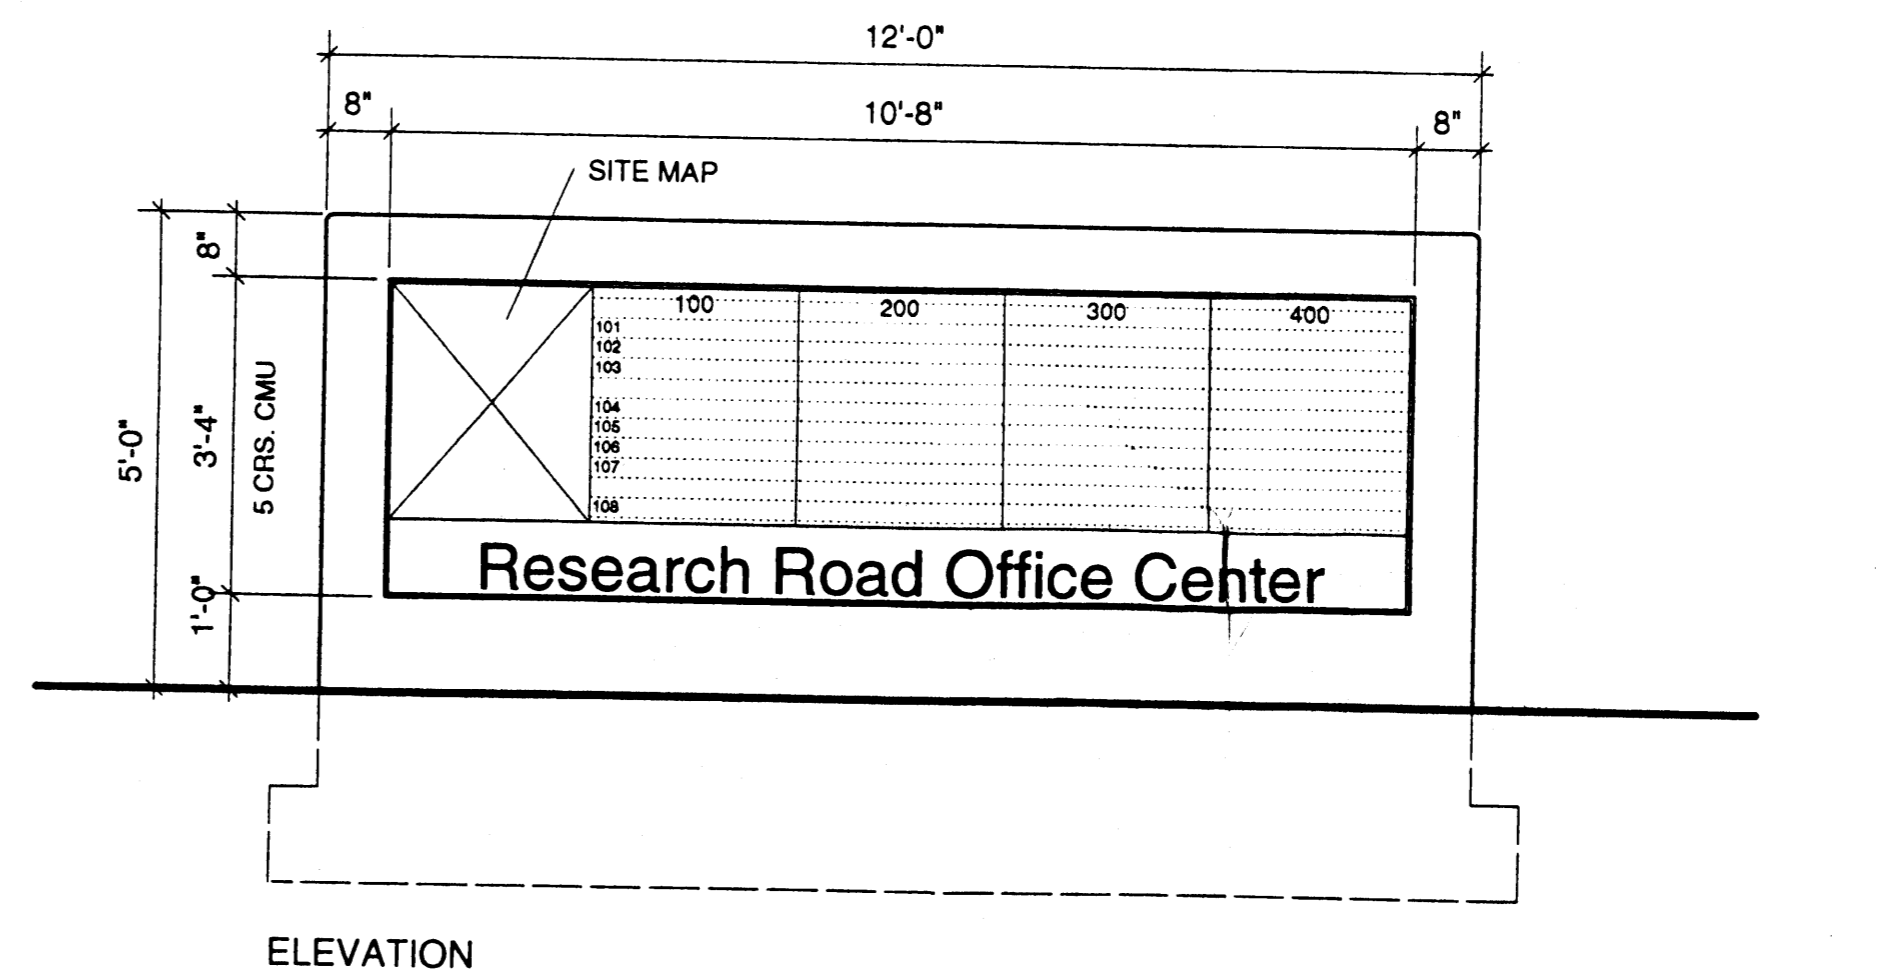 12'-0"
8" 10'-8" 8"
SITE MAP
8"
5'-0"
3'-4"
5 CRS. CMU
1'-0"
100 200 300 400
101
102
103
104
105
106
107
108
Research Road Office Center
ELEVATION